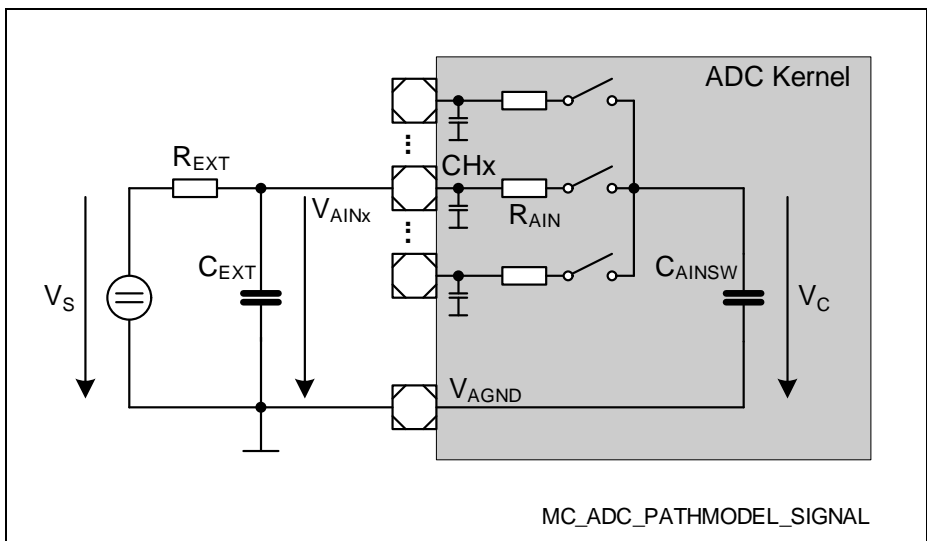 ADC Kernel
REXT
CHx
VAINx
RAIN
CEXT
CAINSW
VS
VC
VAGND
MC_ADC_PATHMODEL_SIGNAL